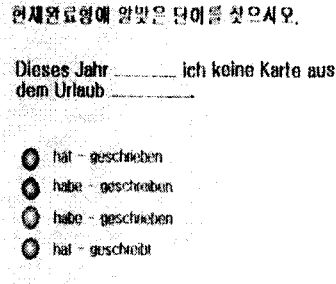 현재완료형에 알맞은 단어를 찾으시오.
Dieses Jahr ______ ich keine Karte aus
dem Urlaub ______.
hat - geschrieben
habe - geschreiben
habe - geschrieben
hat - geschreibt